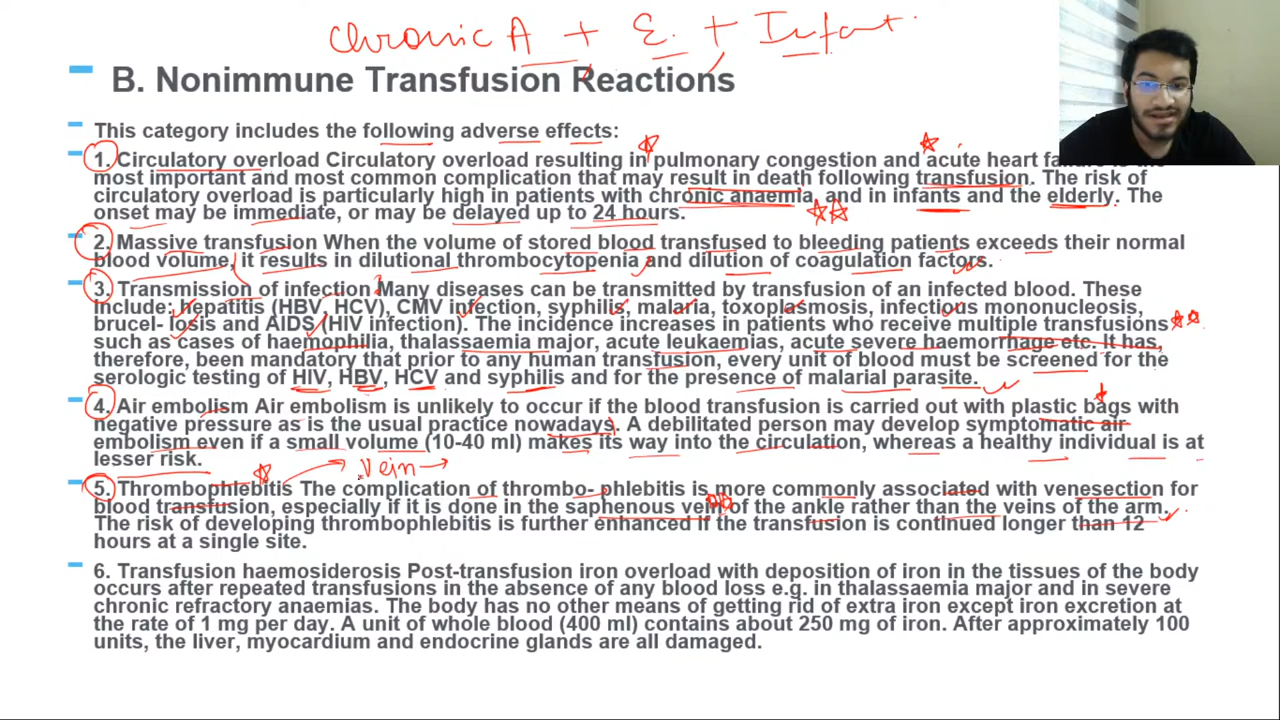 Chronic A + E. + Infant.
B. Nonimmune Transfusion Reactions
This category includes the following adverse effects:
1. Circulatory overload Circulatory overload resulting in pulmonary congestion and acute heart failure is the
most important and most common complication that may result in death following transfusion. The risk of
circulatory overload is particularly high in patients with chronic anaemia, and in infants and the elderly. The
onset may be immediate, or may be delayed up to 24 hours.
2. Massive transfusion When the volume of stored blood transfused to bleeding patients exceeds their normal
blood volume, it results in dilutional thrombocytopenia and dilution of coagulation factors.
3. Transmission of infection Many diseases can be transmitted by transfusion of an infected blood. These
include: hepatitis (HBV, HCV), CMV infection, syphilis, malaria, toxoplasmosis, infectious mononucleosis,
brucel- losis and AIDS (HIV infection). The incidence increases in patients who receive multiple transfusions
such as cases of haemophilia, thalassaemia major, acute leukaemias, acute severe haemorrhage etc. It has,
therefore, been mandatory that prior to any human transfusion, every unit of blood must be screened for the
serologic testing of HIV, HBV, HCV and syphilis and for the presence of malarial parasite.
4. Air embolism Air embolism is unlikely to occur if the blood transfusion is carried out with plastic bags with
negative pressure as is the usual practice nowadays. A debilitated person may develop symptomatic air
embolism even if a small volume (10-40 ml) makes its way into the circulation, whereas a healthy individual is at
lesser risk.
vein
5. Thrombophlebitis The complication of thrombo- phlebitis is more commonly associated with venesection for
blood transfusion, especially if it is done in the saphenous vein of the ankle rather than the veins of the arm.
The risk of developing thrombophlebitis is further enhanced if the transfusion is continued longer than 12
hours at a single site.
6. Transfusion haemosiderosis Post-transfusion iron overload with deposition of iron in the tissues of the body
occurs after repeated transfusions in the absence of any blood loss e.g. in thalassaemia major and in severe
chronic refractory anaemias. The body has no other means of getting rid of extra iron except iron excretion at
the rate of 1 mg per day. A unit of whole blood (400 ml) contains about 250 mg of iron. After approximately 100
units, the liver, myocardium and endocrine glands are all damaged.